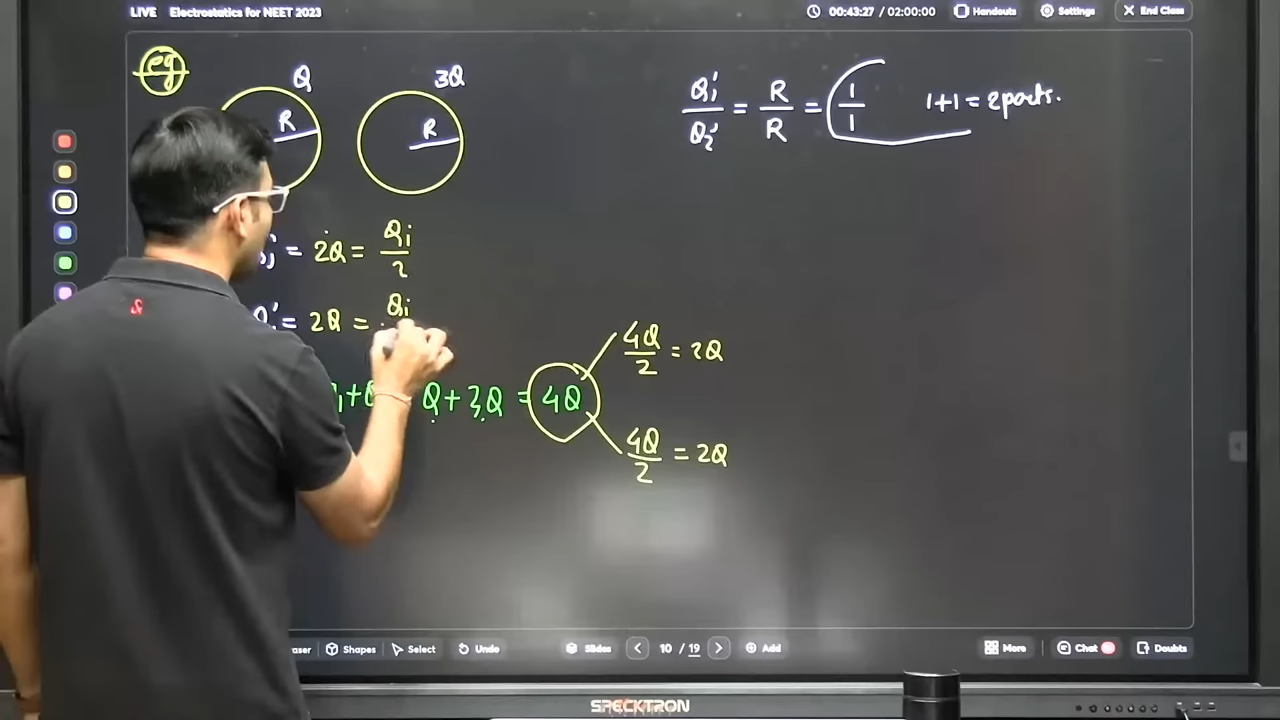 LIVE Electrostatics for NEET 2023
00:43:27 / 02:00:00 Handouts Settings End Class
eg
Q 3Q
R R
Q₁'/Q₂' = R/R = 1/1 1+1 = 2 parts.
= 2Q = Qi/2
= 2Q = Qi
Q + 3Q = 4Q
4Q/2 = 2Q
4Q/2 = 2Q
Shapes Select Undo Slides 10 / 19 Add More Chat Doubts
SPECKTRON